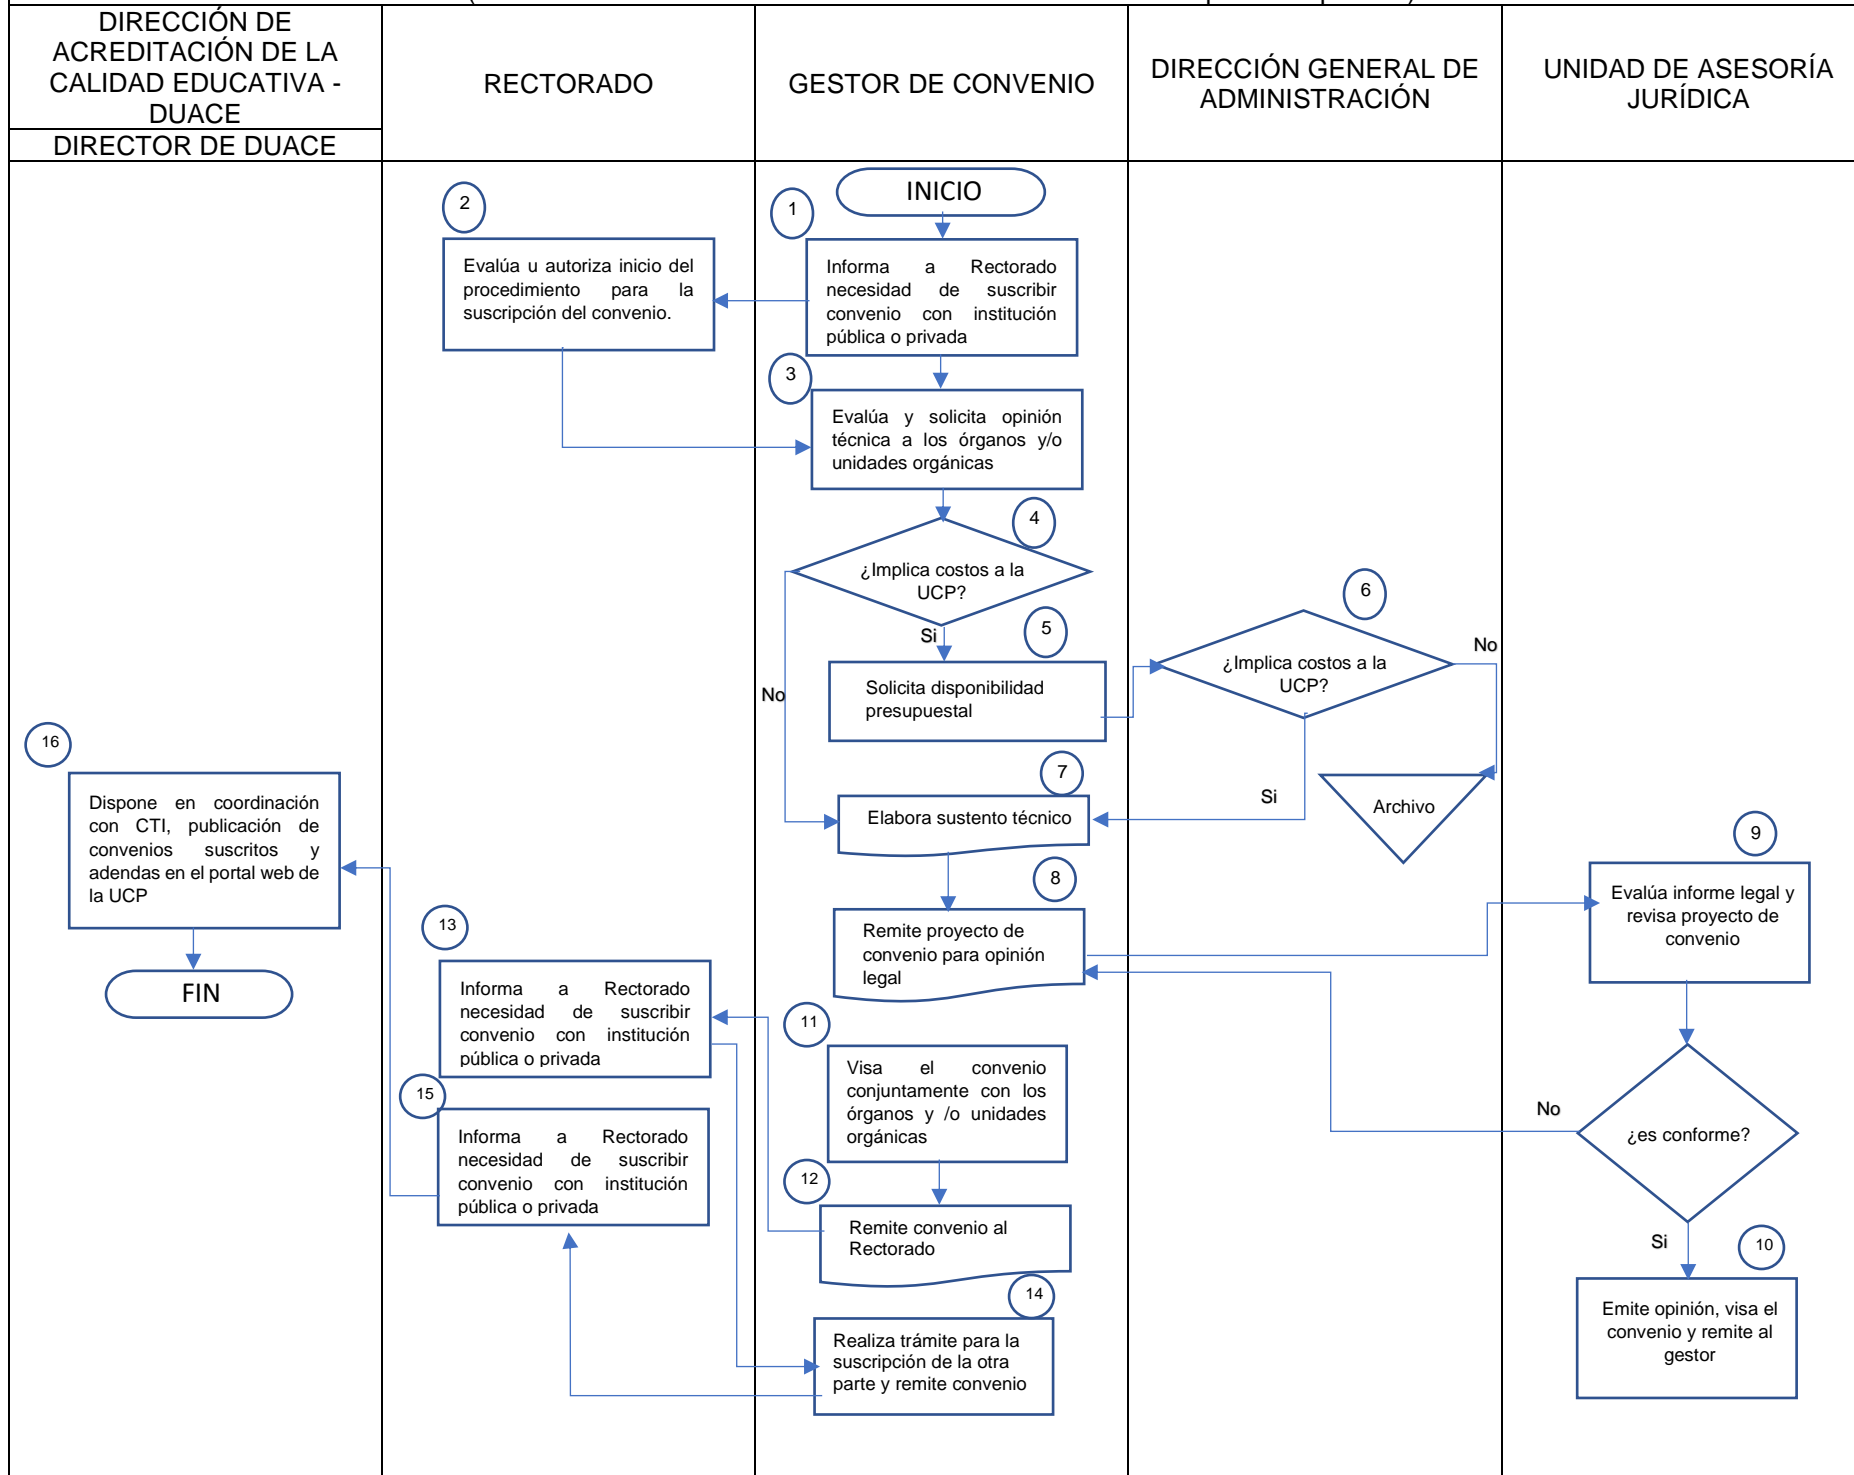 DIRECCIÓN DE
ACREDITACIÓN DE LA
CALIDAD EDUCATIVA -
DUACE
DIRECTOR DE DUACE
RECTORADO
GESTOR DE CONVENIO
DIRECCIÓN GENERAL DE
ADMINISTRACIÓN
UNIDAD DE ASESORÍA
JURÍDICA
INICIO
1
Informa a Rectorado
necesidad de suscribir
convenio con institución
pública o privada
2
Evalúa u autoriza inicio del
procedimiento para la
suscripción del convenio.
3
Evalúa y solicita opinión
técnica a los órganos y/o
unidades orgánicas
4
¿Implica costos a la
UCP?
Si
No
5
Solicita disponibilidad
presupuestal
6
¿Implica costos a la
UCP?
No
Si
Archivo
7
Elabora sustento técnico
8
Remite proyecto de
convenio para opinión
legal
9
Evalúa informe legal y
revisa proyecto de
convenio
¿es conforme?
No
Si
10
Emite opinión, visa el
convenio y remite al
gestor
11
Visa el convenio
conjuntamente con los
órganos y /o unidades
orgánicas
12
Remite convenio al
Rectorado
13
Informa a Rectorado
necesidad de suscribir
convenio con institución
pública o privada
14
Realiza trámite para la
suscripción de la otra
parte y remite convenio
15
Informa a Rectorado
necesidad de suscribir
convenio con institución
pública o privada
16
Dispone en coordinación
con CTI, publicación de
convenios suscritos y
adendas en el portal web de
la UCP
FIN